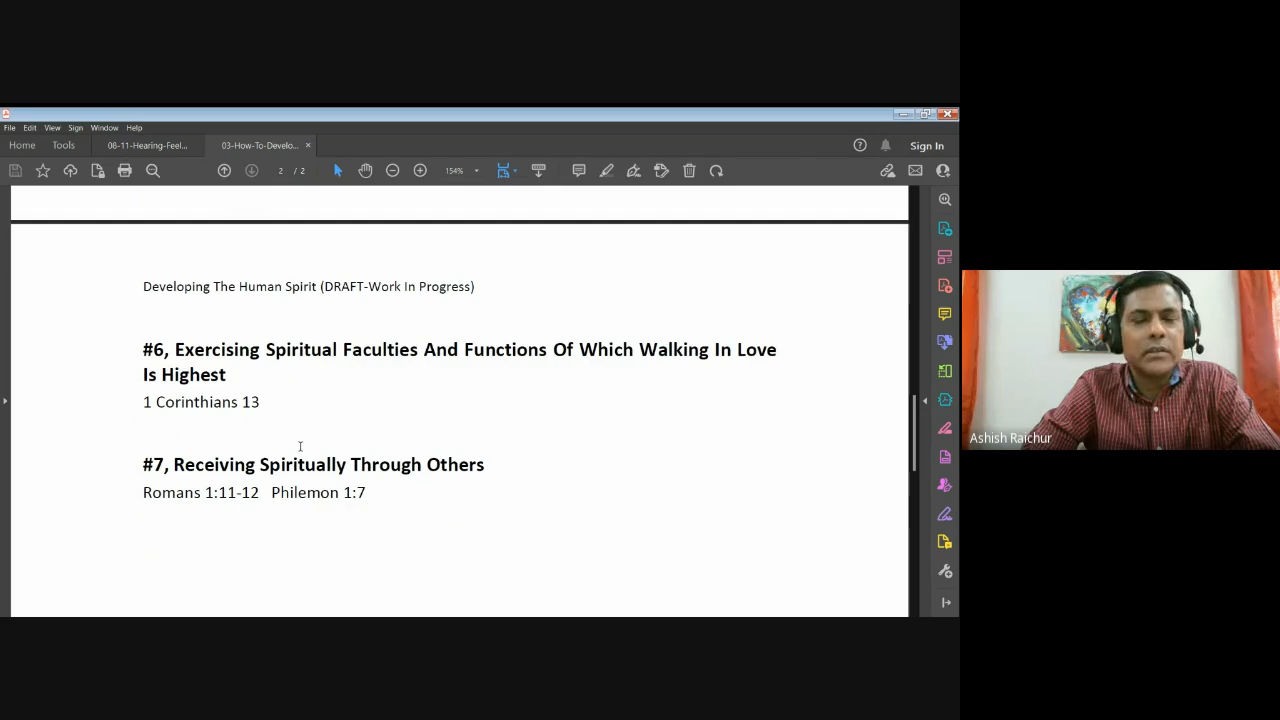 File Edit View Sign Window Help
Home Tools 08-11-Hearing-Feel... 03-How-To-Develo... × Sign In
2 / 2 154%
Developing The Human Spirit (DRAFT-Work In Progress)
#6, Exercising Spiritual Faculties And Functions Of Which Walking In Love
Is Highest
1 Corinthians 13
#7, Receiving Spiritually Through Others
Romans 1:11-12 Philemon 1:7
Ashish Raichur